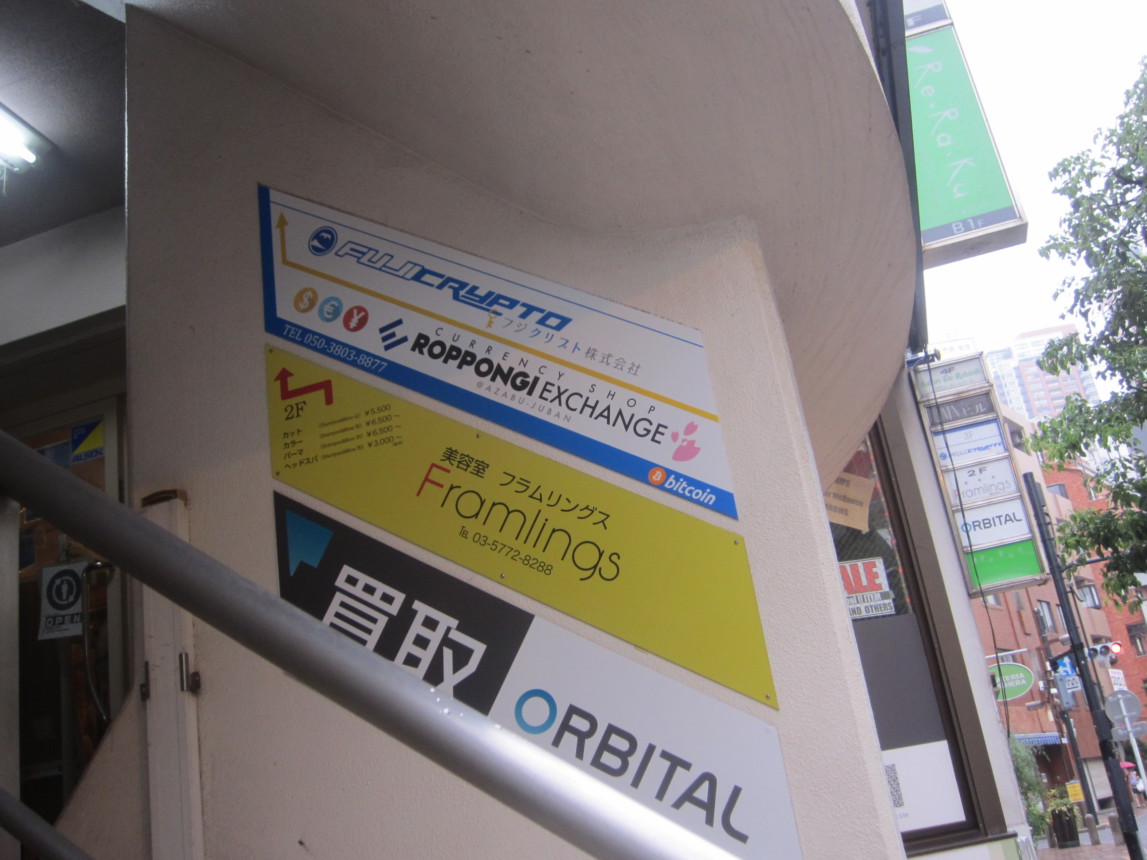 FUJICRYPTO
フジクリスト株式会社
CURRENCY SHOP
ROPPONGI EXCHANGE
@AZABU-JUBAN
TEL 050-3803-8877
bitcoin
2F
カット ¥5,500
カラー ¥6,500~
パーマ ¥6,500~
ヘッドスパ ¥3,000~
美容室 フラムリングス
Framlings
℡ 03-5772-8288
買取
ORBITAL
OPEN
Re.Ra.Ku
B1F
4F
2F
Framlings
ORBITAL
SALE
AND OTHERS